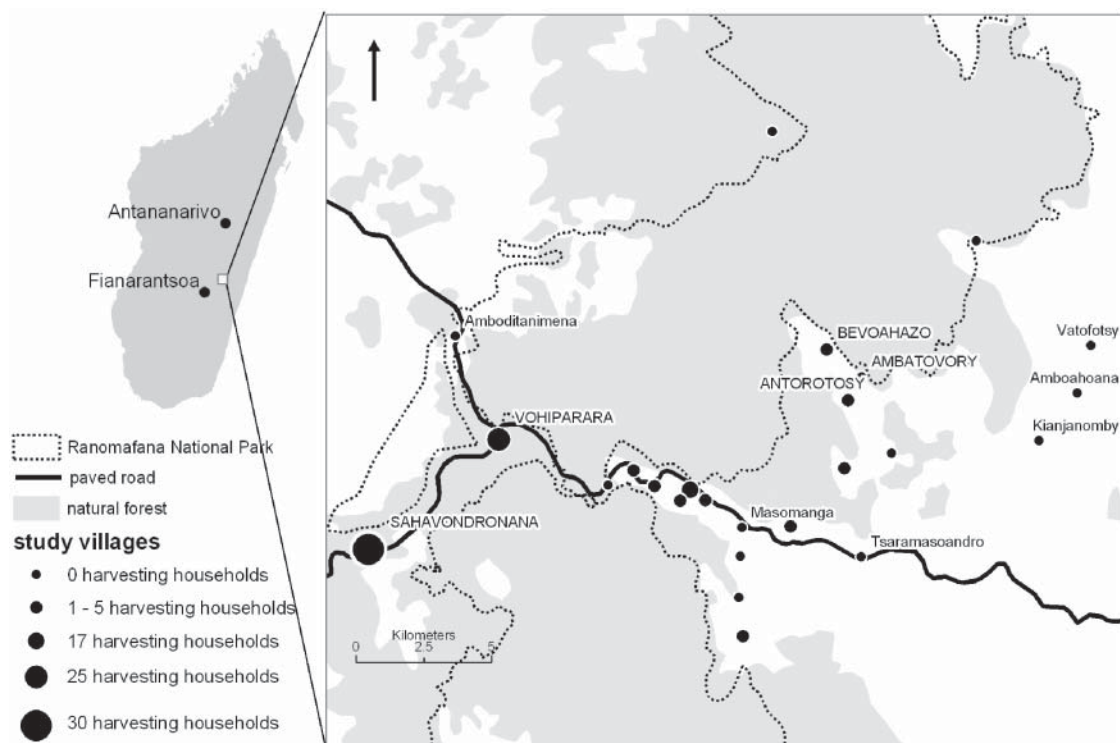 Antananarivo
Fianarantsoa
Ranomafana National Park
paved road
natural forest
study villages
0 harvesting households
1 - 5 harvesting households
17 harvesting households
25 harvesting households
30 harvesting households
Amboditanimena
VOHIPARARA
SAHAVONDRONANA
Kilometers
0 2.5 5
BEVOAHAZO
AMBATOVORY
ANTOROTOSY
Vatofotsy
Amboahoana
Kianjanomby
Masomanga
Tsaramasoandro